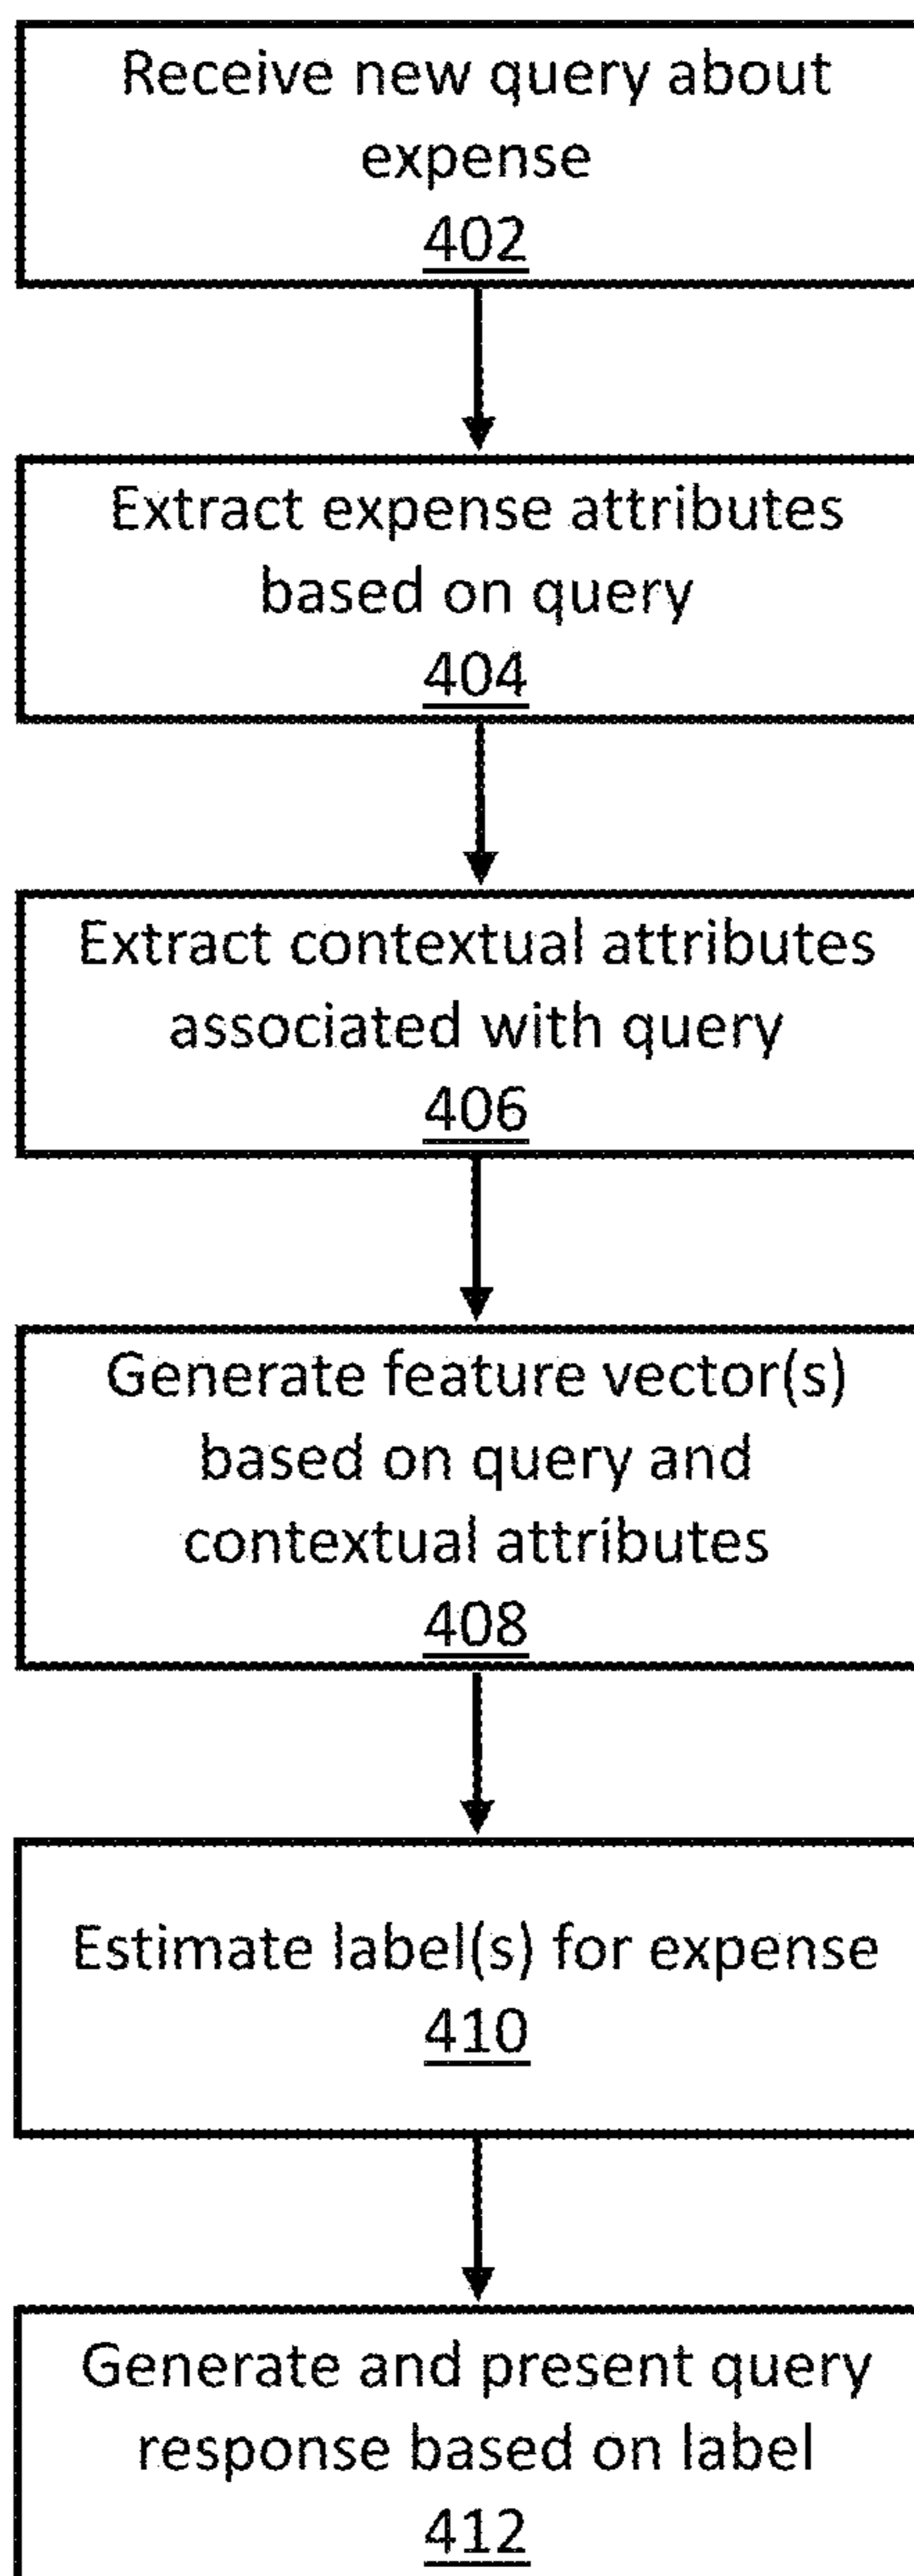 Receive new query about
expense
402
Extract expense attributes
based on query
404
Extract contextual attributes
associated with query
406
Generate feature vector(s)
based on query and
contextual attributes
408
Estimate label(s) for expense
410
Generate and present query
response based on label
412